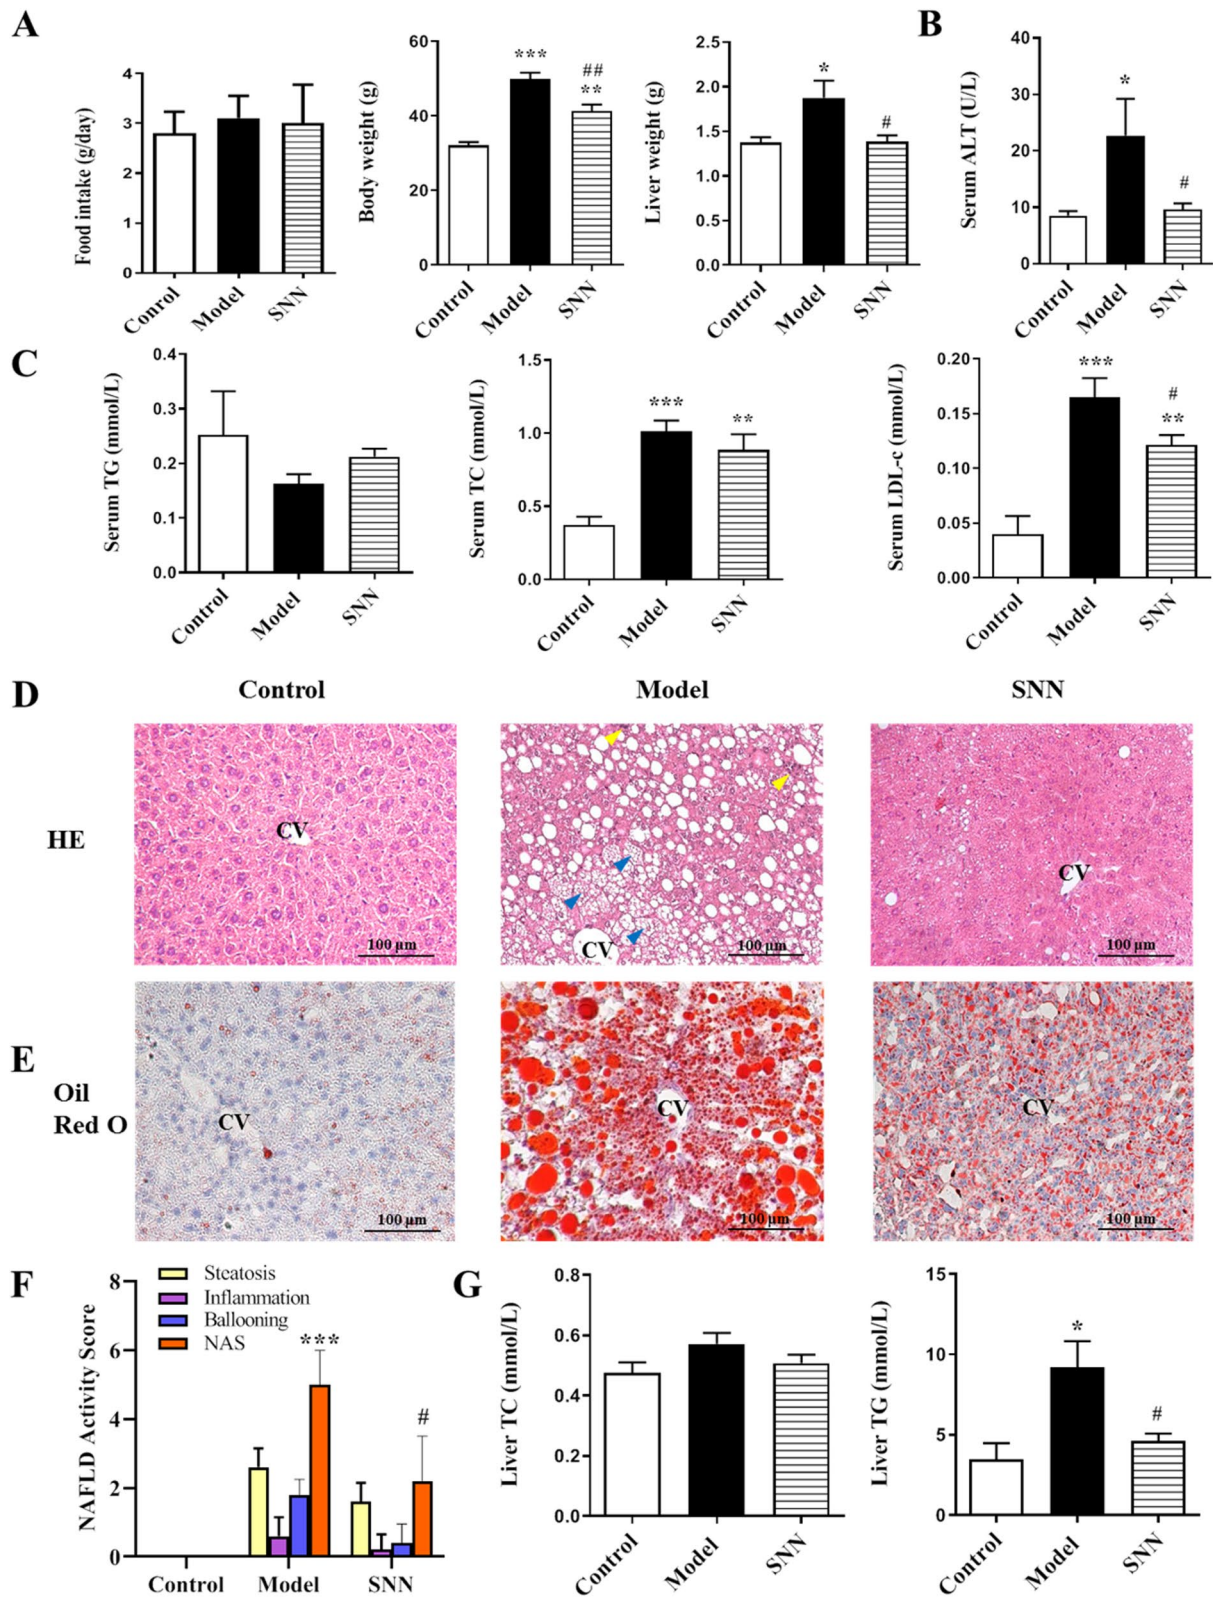 A
B
Food intake (g/day)
4
3
2
1
0
Conrol
Model
SNN
Body weight (g)
60
40
20
0
***
##
**
Control
Model
SNN
Liver weight (g)
2.5
2.0
1.5
1.0
0.5
0.0
*
#
Control
Model
SNN
Serum ALT (U/L)
40
30
20
10
0
*
#
Control
Model
SNN
C
Serum TG (mmol/L)
0.4
0.3
0.2
0.1
0.0
Control
Model
SNN
Serum TC (mmol/L)
1.5
1.0
0.5
0.0
***
**
Control
Model
SNN
Serum LDL-c (mmol/L)
0.20
0.15
0.10
0.05
0.00
***
#
**
Control
Model
SNN
D
Control
Model
SNN
HE
CV
100 μm
CV
100 μm
CV
100 μm
E
Oil
Red O
CV
100 μm
CV
100 μm
CV
100 μm
F
NAFLD Activity Score
8
6
4
2
0
Steatosis
Inflammation
Ballooning
NAS
***
#
Control
Model
SNN
G
Liver TC (mmol/L)
0.8
0.6
0.4
0.2
0.0
Control
Model
SNN
Liver TG (mmol/L)
15
10
5
0
*
#
Control
Model
SNN